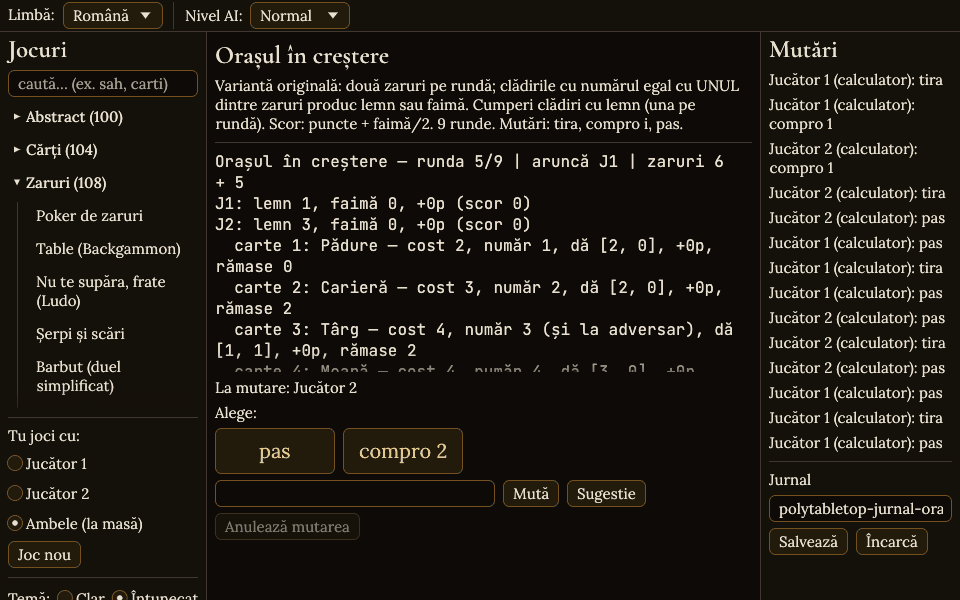 Limbă: Română ▼ Nivel AI: Normal ▼
Jocuri
caută... (ex. sah, carti)
▸ Abstract (100)
▸ Cărți (104)
▾ Zaruri (108)
Poker de zaruri
Table (Backgammon)
Nu te supăra, frate
(Ludo)
Șerpi și scări
Barbut (duel
simplificat)
Tu joci cu:
Jucător 1
Jucător 2
Ambele (la masă)
Joc nou
Temă: Clar Întunecat
Orașul în creștere
Variantă originală: două zaruri pe rundă; clădirile cu numărul egal cu UNUL
dintre zaruri produc lemn sau faimă. Cumperi clădiri cu lemn (una pe
rundă). Scor: puncte + faimă/2. 9 runde. Mutări: tira, compro i, pas.
Orașul în creștere — runda 5/9 | aruncă J1 | zaruri 6
+ 5
J1: lemn 1, faimă 0, +0p (scor 0)
J2: lemn 3, faimă 0, +0p (scor 0)
carte 1: Pădure — cost 2, număr 1, dă [2, 0], +0p,
rămase 0
carte 2: Carieră — cost 3, număr 2, dă [2, 0], +0p,
rămase 2
carte 3: Târg — cost 4, număr 3 (și la adversar), dă
[1, 1], +0p, rămase 2
carte 4: Moară — cost 4, număr 4, dă [3, 0], +0p,
La mutare: Jucător 2
Alege:
pas compro 2
Mută Sugestie
Anulează mutarea
Mutări
Jucător 1 (calculator): tira
Jucător 1 (calculator):
compro 1
Jucător 2 (calculator):
compro 1
Jucător 2 (calculator): tira
Jucător 2 (calculator): pas
Jucător 1 (calculator): pas
Jucător 1 (calculator): tira
Jucător 1 (calculator): pas
Jucător 2 (calculator): pas
Jucător 2 (calculator): tira
Jucător 2 (calculator): pas
Jucător 1 (calculator): pas
Jucător 1 (calculator): tira
Jucător 1 (calculator): pas
Jurnal
polytabletop-jurnal-ora
Salvează Încarcă